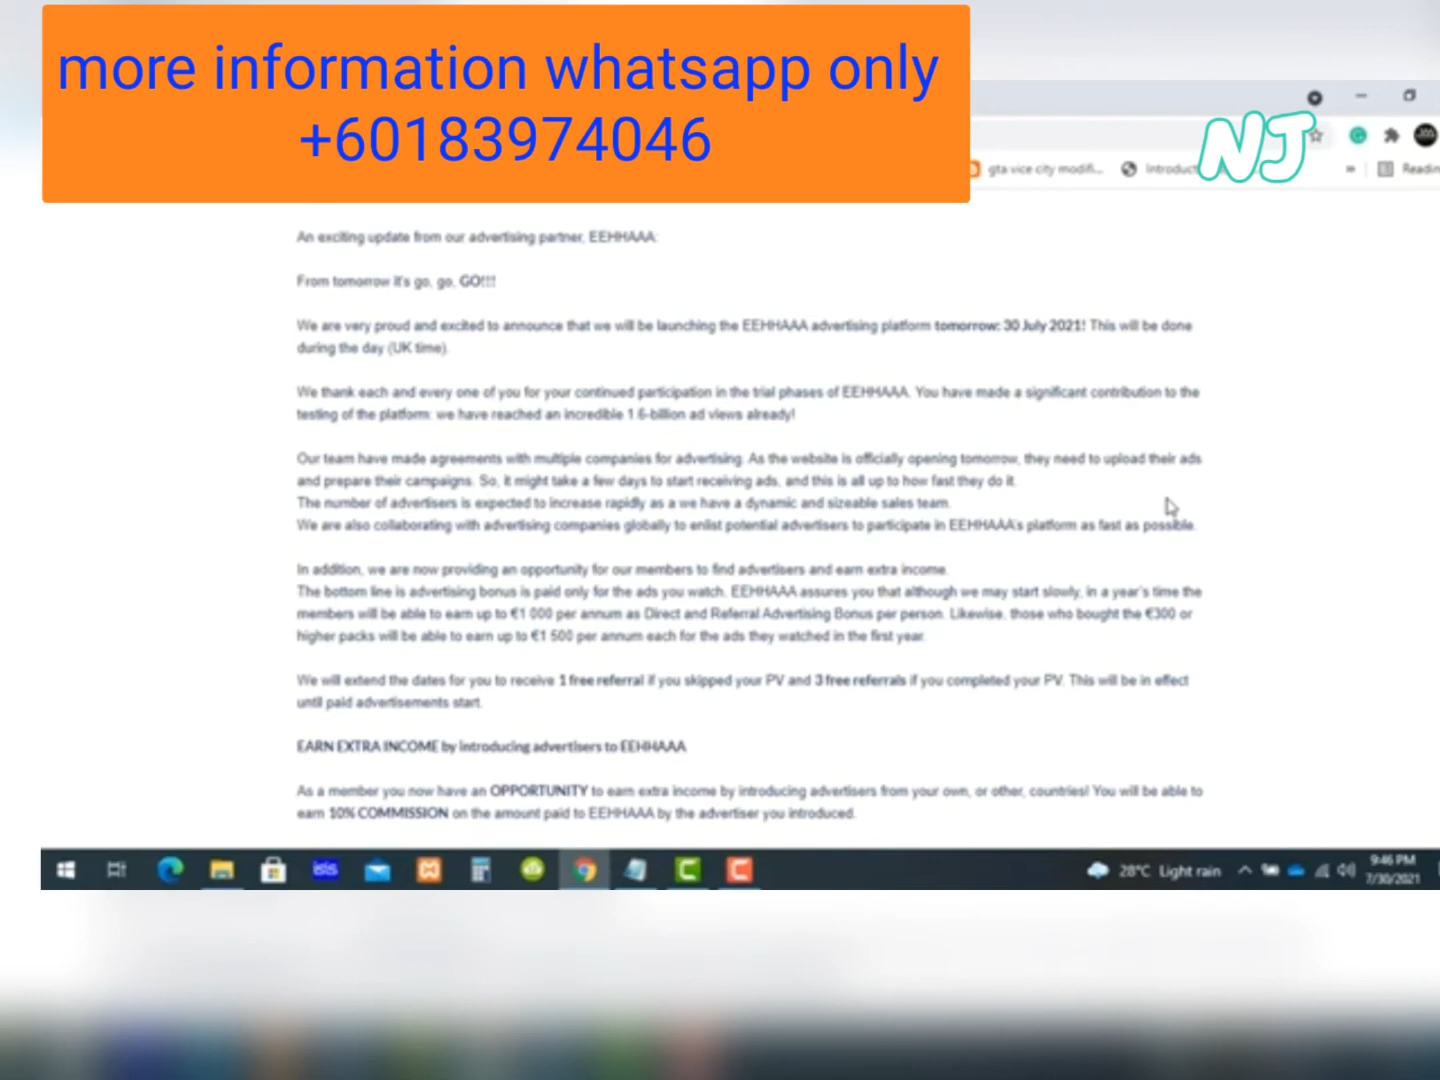 more information whatsapp only
+60183974046
NJ
gta vice city modifi...
Introduct
»
Readin
An exciting update from our advertising partner, EEHHAAA:
From tomorrow it's go, go, GO!!!
We are very proud and excited to announce that we will be launching the EEHHAAA advertising platform tomorrow: 30 July 2021! This will be done
during the day (UK time).
We thank each and every one of you for your continued participation in the trial phases of EEHHAAA. You have made a significant contribution to the
testing of the platform: we have reached an incredible 1.6-billion ad views already!
Our team have made agreements with multiple companies for advertising. As the website is officially opening tomorrow, they need to upload their ads
and prepare their campaigns. So, it might take a few days to start receiving ads, and this is all up to how fast they do it.
The number of advertisers is expected to increase rapidly as a we have a dynamic and sizeable sales team.
We are also collaborating with advertising companies globally to enlist potential advertisers to participate in EEHHAAA's platform as fast as possible.
In addition, we are now providing an opportunity for our members to find advertisers and earn extra income.
The bottom line is advertising bonus is paid only for the ads you watch. EEHHAAA assures you that although we may start slowly, in a year's time the
members will be able to earn up to €1 000 per annum as Direct and Referral Advertising Bonus per person. Likewise, those who bought the €300 or
higher packs will be able to earn up to €1 500 per annum each for the ads they watched in the first year.
We will extend the dates for you to receive 1 free referral if you skipped your PV and 3 free referrals if you completed your PV. This will be in effect
until paid advertisements start.
EARN EXTRA INCOME by introducing advertisers to EEHHAAA
As a member you now have an OPPORTUNITY to earn extra income by introducing advertisers from your own, or other, countries! You will be able to
earn 10% COMMISSION on the amount paid to EEHHAAA by the advertiser you introduced.
28°C Light rain
9:46 PM
7/30/2021